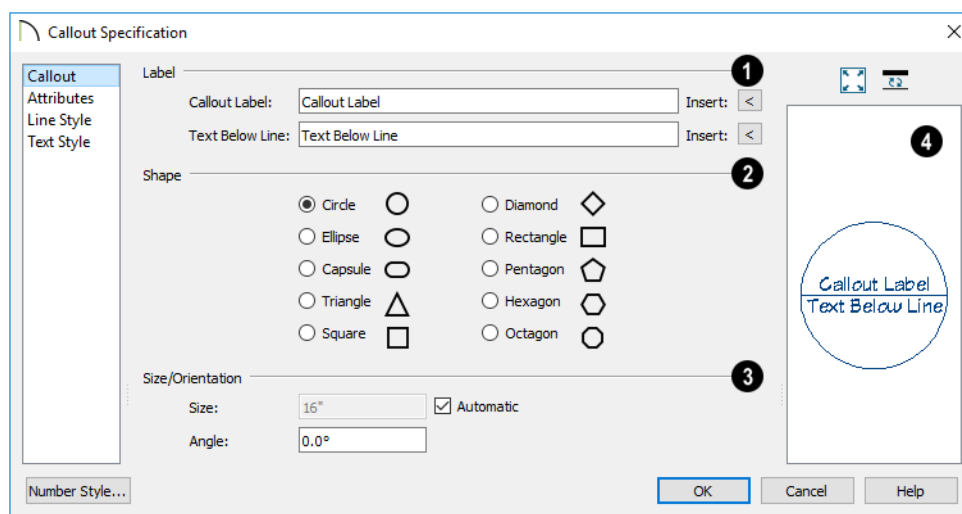 Callout Specification
Callout
Attributes
Line Style
Text Style
Label 1
Callout Label: Callout Label Insert: <
Text Below Line: Text Below Line Insert: <
Shape 2
Circle Diamond
Ellipse Rectangle
Capsule Pentagon
Triangle Hexagon
Square Octagon
Size/Orientation 3
Size: 16" Automatic
Angle: 0.0°
4
Callout Label
Text Below Line
Number Style... OK Cancel Help